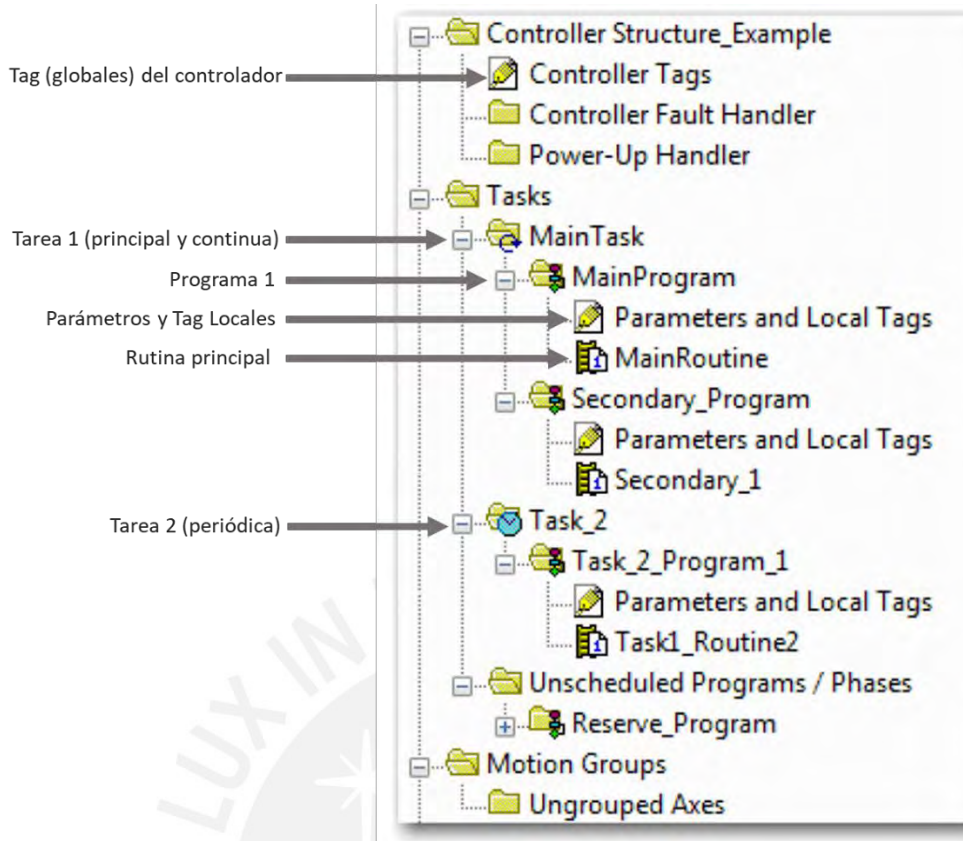 Controller Structure_Example
Tag (globales) del controlador Controller Tags
Controller Fault Handler
Power-Up Handler
Tasks
Tarea 1 (principal y continua) MainTask
Programa 1 MainProgram
Parámetros y Tag Locales Parameters and Local Tags
Rutina principal MainRoutine
Secondary_Program
Parameters and Local Tags
Secondary_1
Tarea 2 (periódica) Task_2
Task_2_Program_1
Parameters and Local Tags
Task1_Routine2
Unscheduled Programs / Phases
Reserve_Program
Motion Groups
Ungrouped Axes
LUX IN